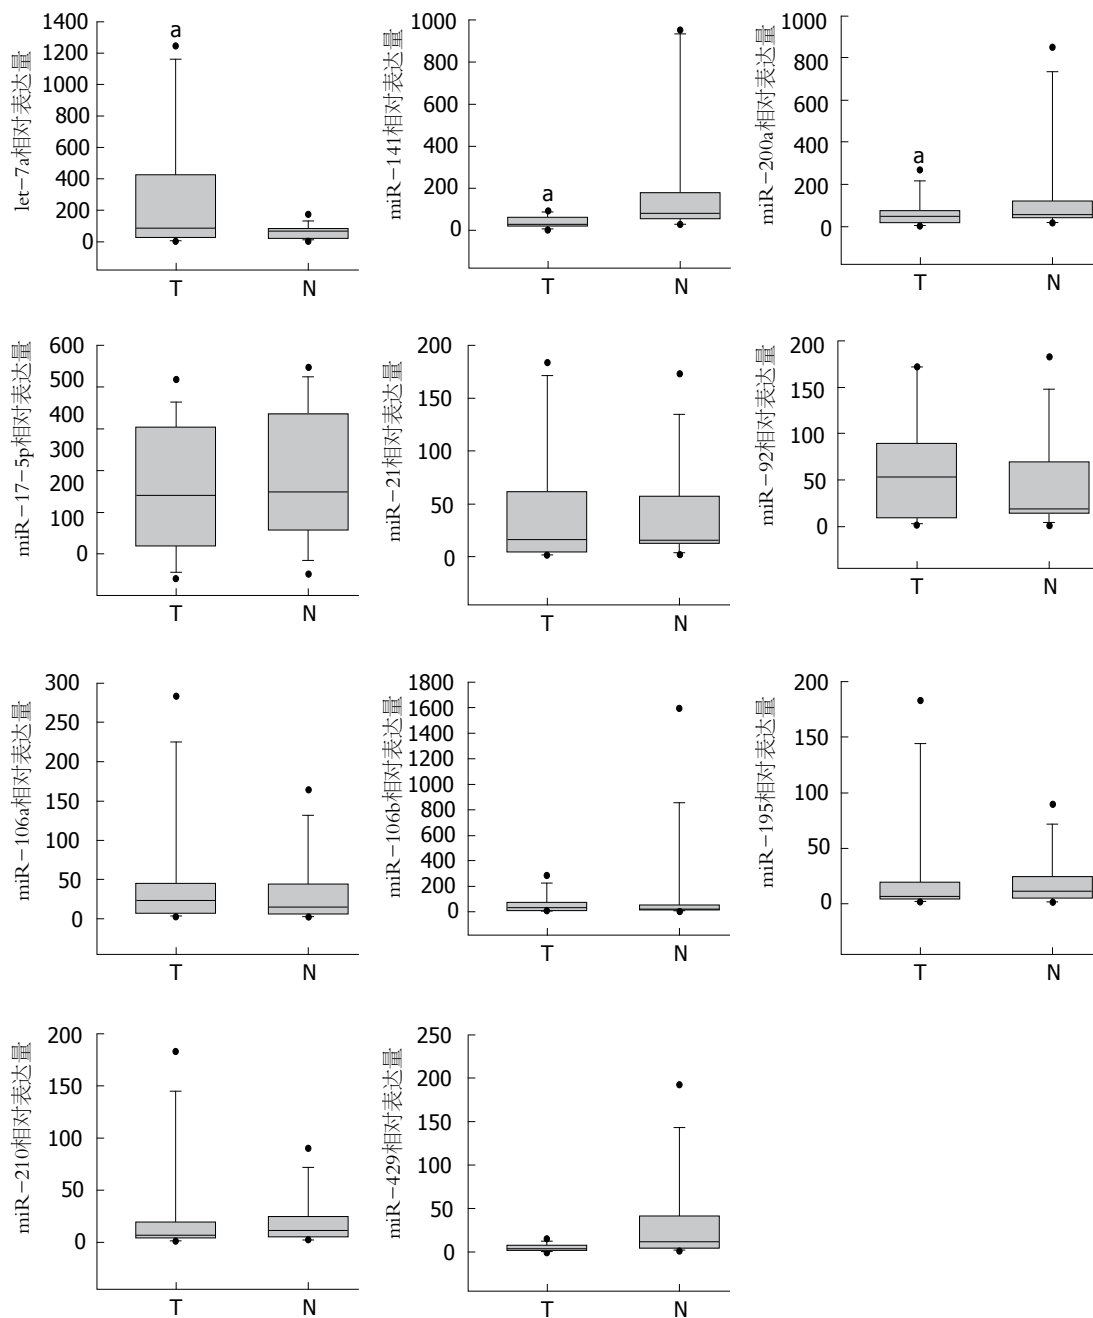 let-7a相对表达量
1400
1200
1000
800
600
400
200
0
a
T N
miR-141相对表达量
1000
800
600
400
200
0
a
T N
miR-200a相对表达量
1000
800
600
400
200
0
a
T N
miR-17-5p相对表达量
600
500
400
300
200
100
0
T N
miR-21相对表达量
200
150
100
50
0
T N
miR-92相对表达量
200
150
100
50
0
T N
miR-106a相对表达量
300
250
200
150
100
50
0
T N
miR-106b相对表达量
1800
1600
1400
1200
1000
800
600
400
200
0
T N
miR-195相对表达量
200
150
100
50
0
T N
miR-210相对表达量
200
150
100
50
0
T N
miR-429相对表达量
250
200
150
100
50
0
T N